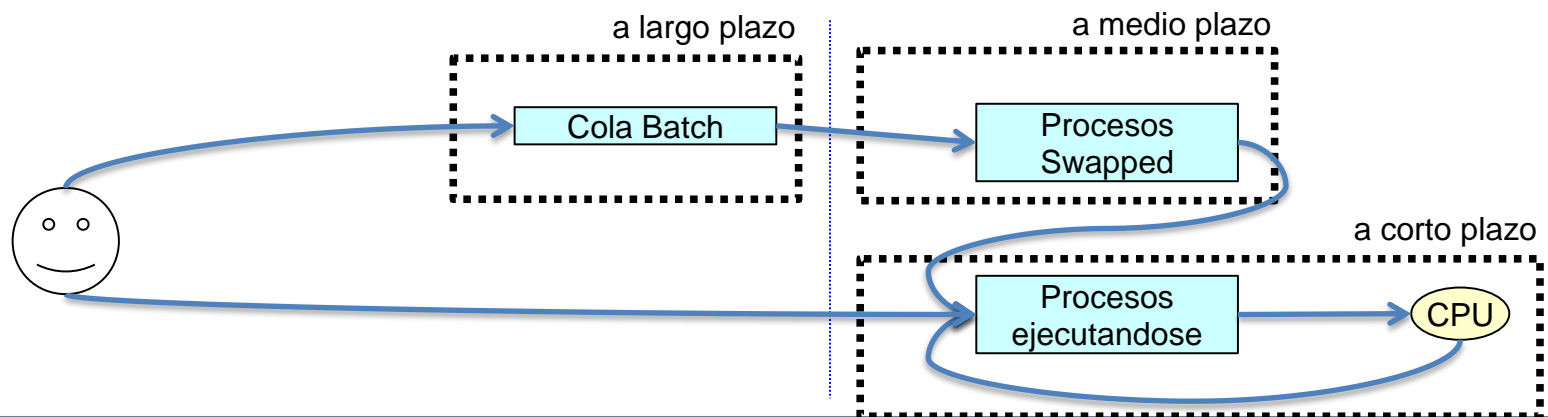 a largo plazo
a medio plazo
Cola Batch
Procesos
Swapped
a corto plazo
Procesos
ejecutandose
CPU